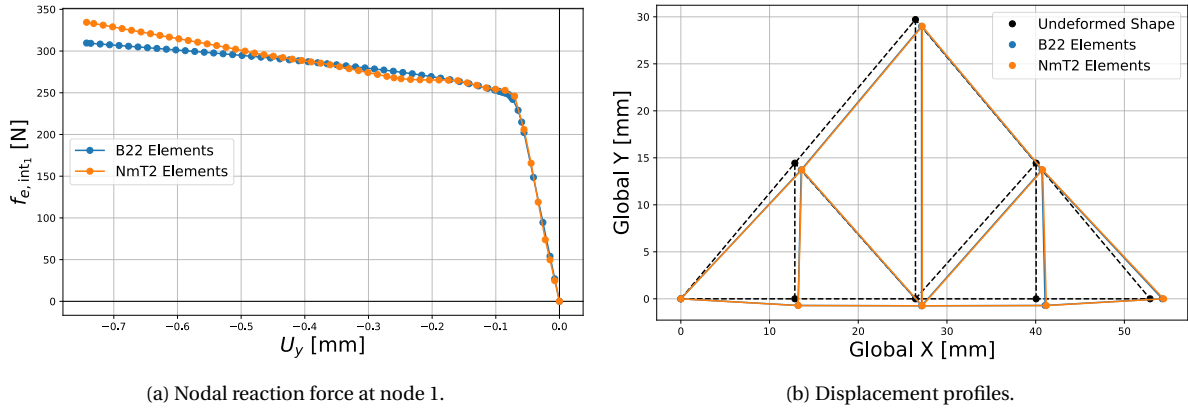 350
300
250
200
150
100
50
0
f_{e, int_1} [N]
B22 Elements
NmT2 Elements
−0.7 −0.6 −0.5 −0.4 −0.3 −0.2 −0.1 0.0
U_y [mm]
(a) Nodal reaction force at node 1.
30
25
20
15
10
5
0
Global Y [mm]
Undeformed Shape
B22 Elements
NmT2 Elements
0 10 20 30 40 50
Global X [mm]
(b) Displacement profiles.